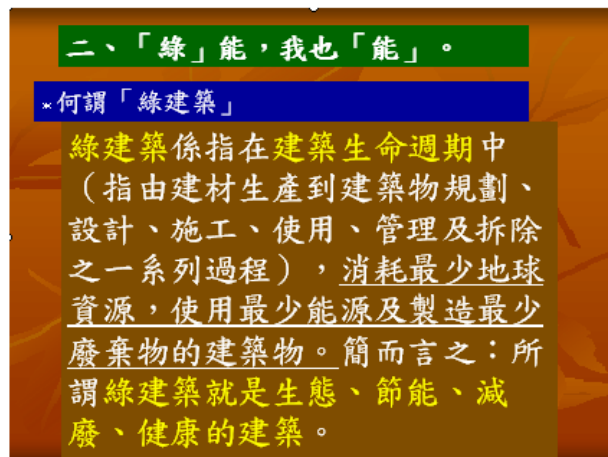 二、「綠」能，我也「能」。
*何謂「綠建築」
綠建築係指在建築生命週期中
（指由建材生產到建築物規劃、
設計、施工、使用、管理及拆除
之一系列過程），消耗最少地球
資源，使用最少能源及製造最少
廢棄物的建築物。簡而言之：所
謂綠建築就是生態、節能、減
廢、健康的建築。